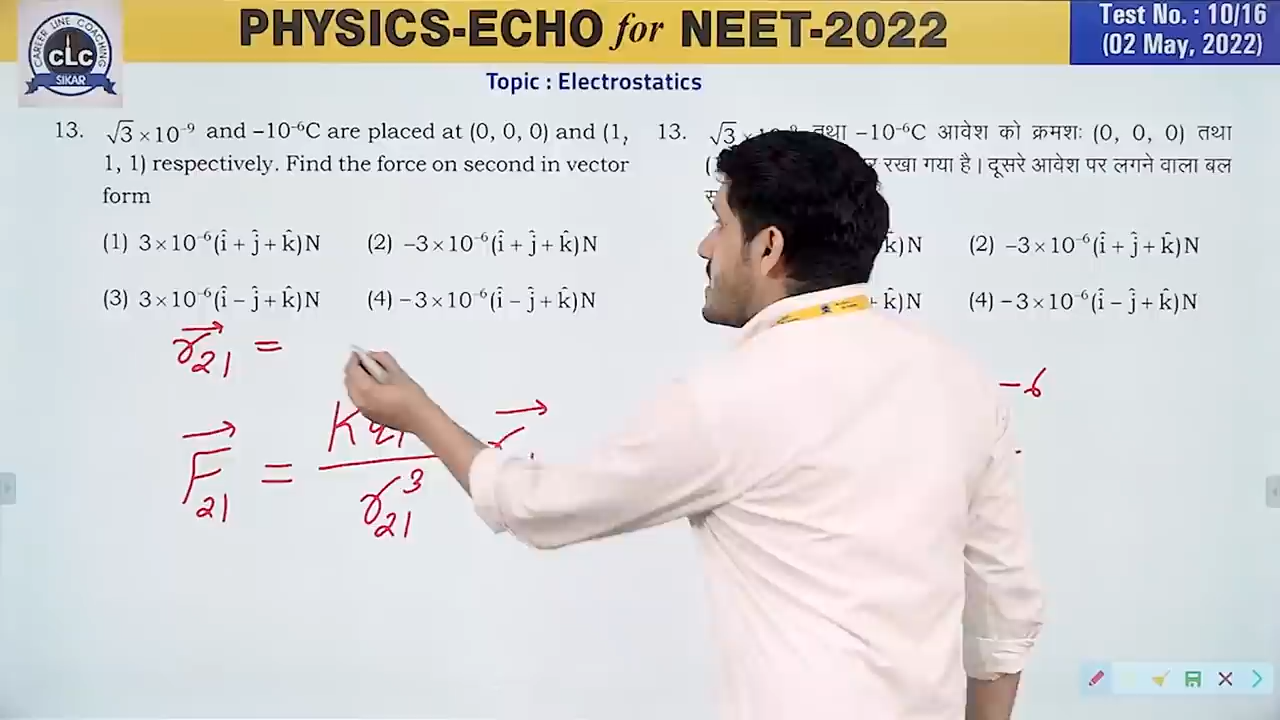 PHYSICS-ECHO for NEET-2022
Test No. : 10/16
(02 May, 2022)
CAREER LINE COACHING
CLC
SIKAR
Topic : Electrostatics
13. √3 × 10⁻⁹ and –10⁻⁶C are placed at (0, 0, 0) and (1,
1, 1) respectively. Find the force on second in vector
form
(1) 3×10⁻⁶(î + ĵ + k̂)N (2) –3×10⁻⁶(î + ĵ + k̂)N
(3) 3×10⁻⁶(î – ĵ + k̂)N (4) –3×10⁻⁶(î – ĵ + k̂)N
13. √3 तथा –10⁻⁶C आवेश को क्रमशः (0, 0, 0) तथा
( रखा गया है। दूसरे आवेश पर लगने वाला बल
k̂)N (2) –3×10⁻⁶(î + ĵ + k̂)N
+ k̂)N (4) –3×10⁻⁶(î – ĵ + k̂)N
r⃗₂₁ =
F⃗₂₁ = K / r₂₁³ r⃗
–6